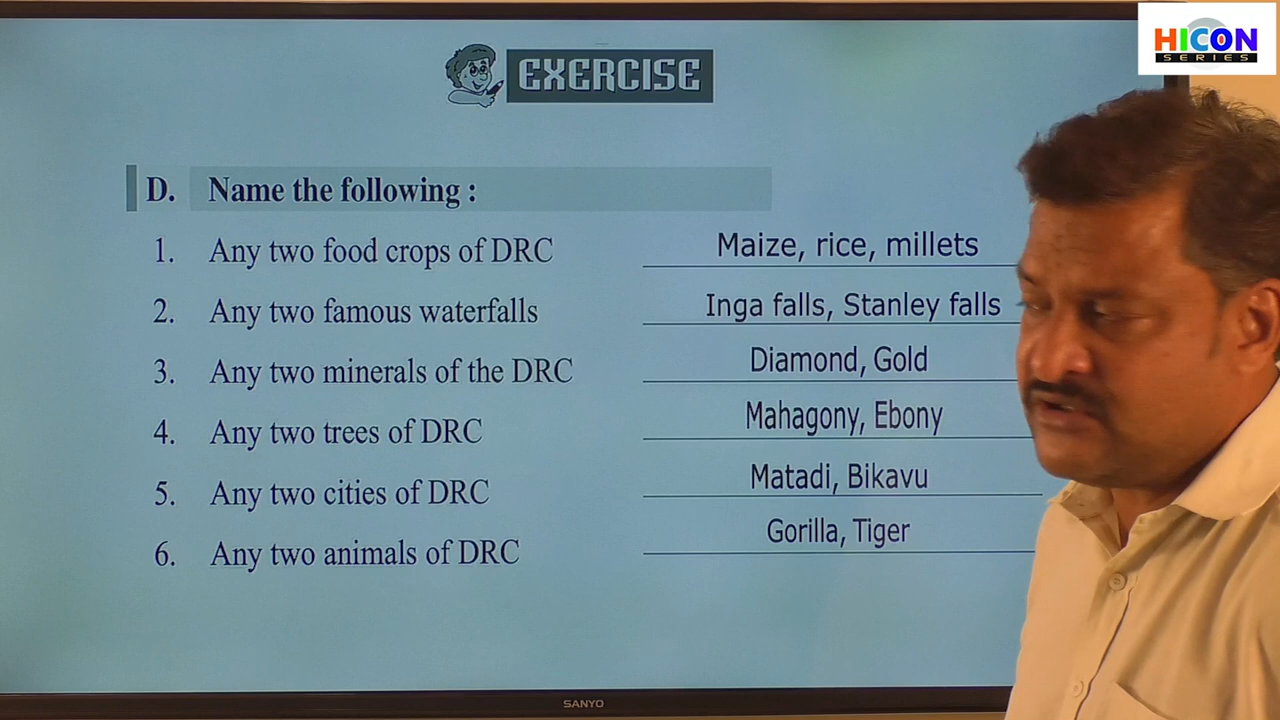 HICON
SERIES
EXERCISE
D. Name the following :
1. Any two food crops of DRC Maize, rice, millets
2. Any two famous waterfalls Inga falls, Stanley falls
3. Any two minerals of the DRC Diamond, Gold
4. Any two trees of DRC Mahagony, Ebony
5. Any two cities of DRC Matadi, Bikavu
6. Any two animals of DRC Gorilla, Tiger
SANYO